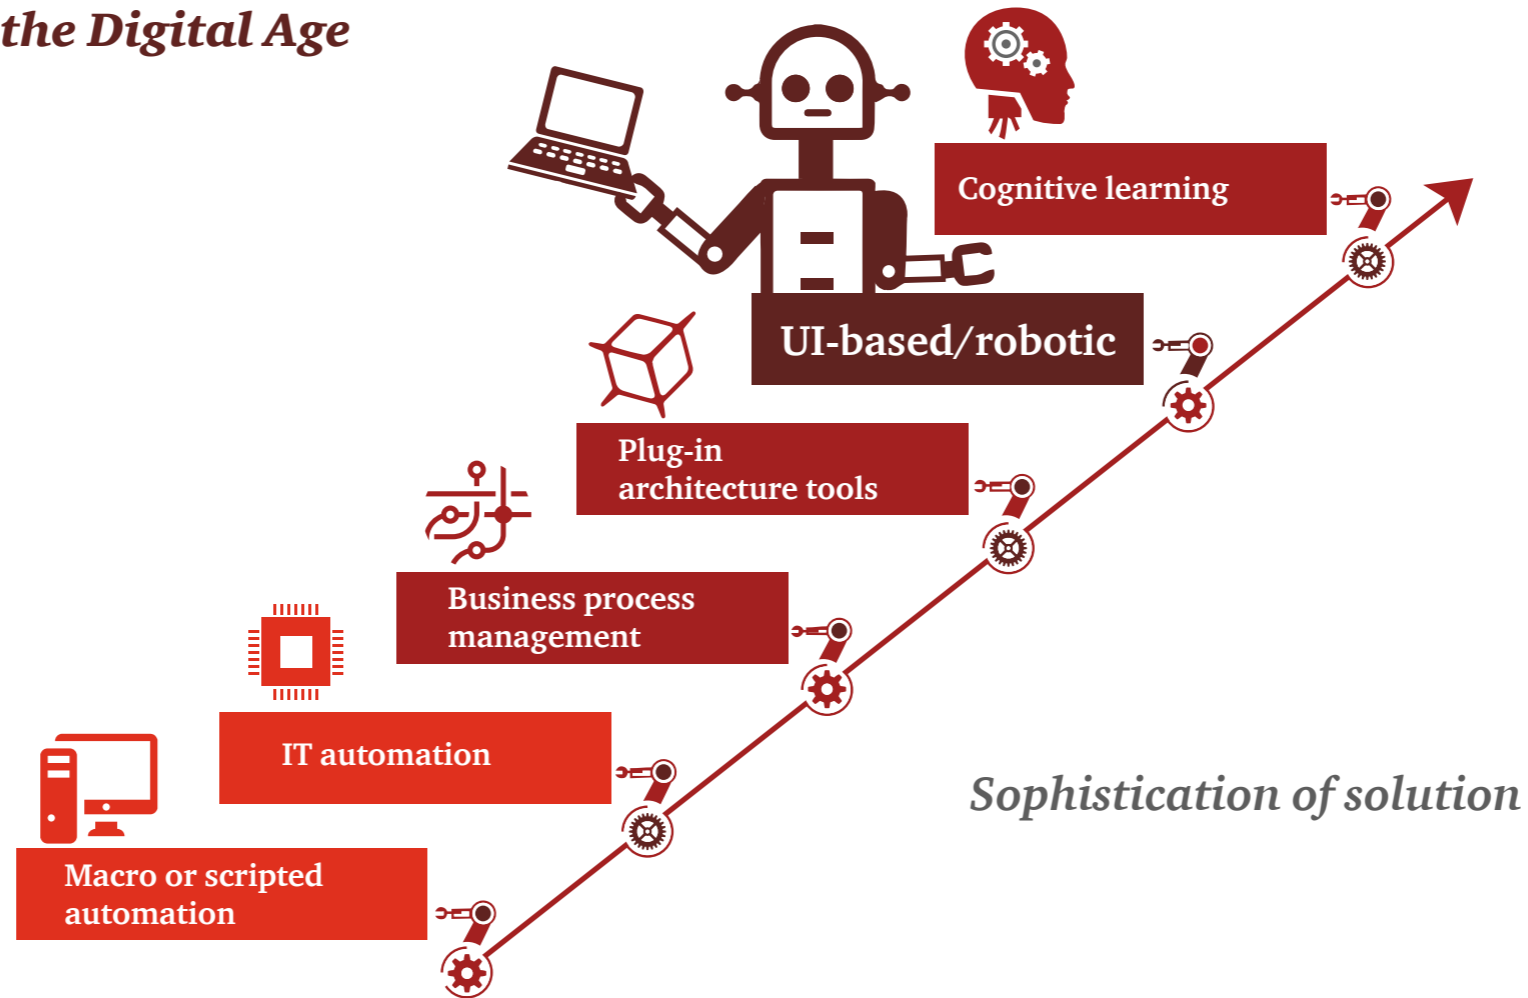 the Digital Age
Cognitive learning
UI-based/robotic
Plug-in
architecture tools
Business process
management
IT automation
Sophistication of solution
Macro or scripted
automation